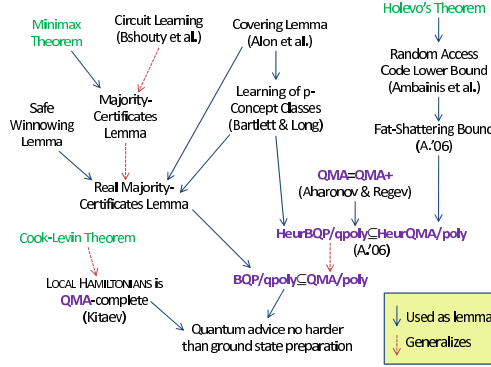 Minimax
Theorem
Circuit Learning
(Bshouty et al.)
Covering Lemma
(Alon et al.)
Holevo's Theorem
Random Access
Code Lower Bound
(Ambainis et al.)
Safe
Winnowing
Lemma
Majority-
Certificates
Lemma
Learning of p-
Concept Classes
(Bartlett & Long)
Fat-Shattering Bound
(A.'06)
Real Majority-
Certificates Lemma
QMA=QMA+
(Aharonov & Regev)
Cook-Levin Theorem
HeurBQP/qpoly⊆HeurQMA/poly
(A.'06)
LOCAL HAMILTONIANS is
QMA-complete
(Kitaev)
BQP/qpoly⊆QMA/poly
Quantum advice no harder
than ground state preparation
Used as lemma
Generalizes